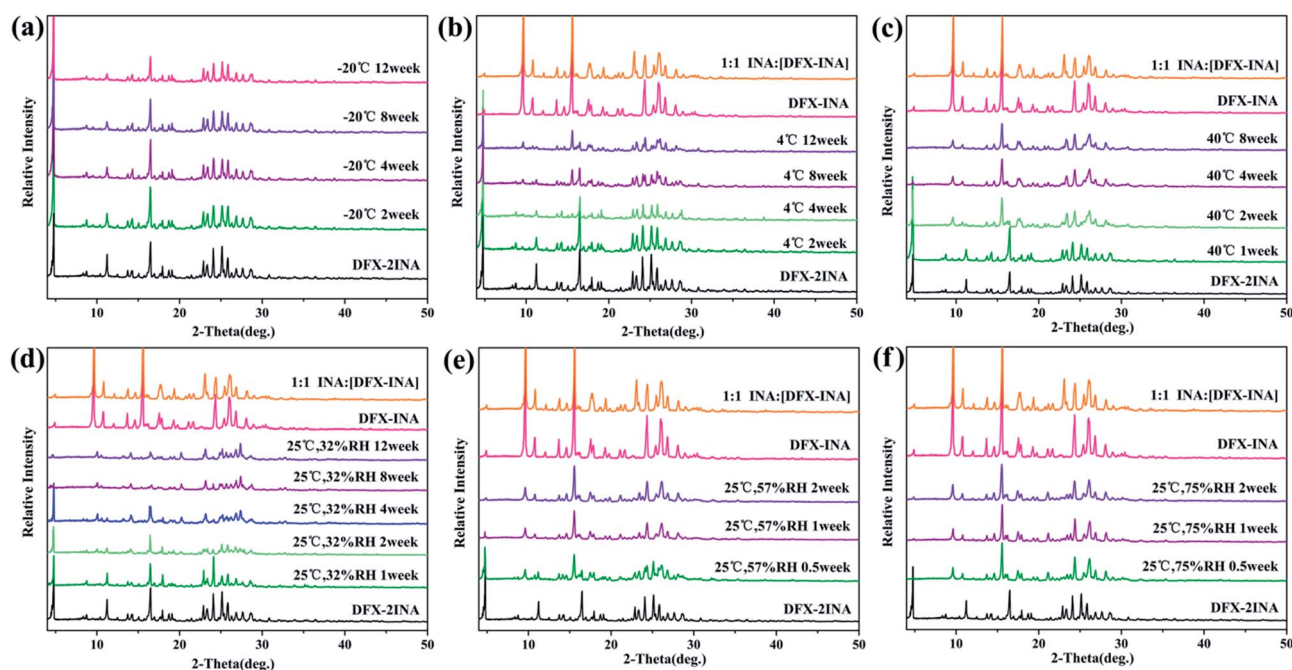 (a)
-20℃ 12week
-20℃ 8week
-20℃ 4week
-20℃ 2week
DFX-2INA
Relative Intensity
10 20 30 40 50
2-Theta(deg.)
(b)
1:1 INA:[DFX-INA]
DFX-INA
4℃ 12week
4℃ 8week
4℃ 4week
4℃ 2week
DFX-2INA
Relative Intensity
10 20 30 40 50
2-Theta(deg.)
(c)
1:1 INA:[DFX-INA]
DFX-INA
40℃ 8week
40℃ 4week
40℃ 2week
40℃ 1week
DFX-2INA
Relative Intensity
10 20 30 40 50
2-Theta(deg.)
(d)
1:1 INA:[DFX-INA]
DFX-INA
25℃,32%RH 12week
25℃,32%RH 8week
25℃,32%RH 4week
25℃,32%RH 2week
25℃,32%RH 1week
DFX-2INA
Relative Intensity
10 20 30 40 50
2-Theta(deg.)
(e)
1:1 INA:[DFX-INA]
DFX-INA
25℃,57%RH 2week
25℃,57%RH 1week
25℃,57%RH 0.5week
DFX-2INA
Relative Intensity
10 20 30 40 50
2-Theta(deg.)
(f)
1:1 INA:[DFX-INA]
DFX-INA
25℃,75%RH 2week
25℃,75%RH 1week
25℃,75%RH 0.5week
DFX-2INA
Relative Intensity
10 20 30 40 50
2-Theta(deg.)